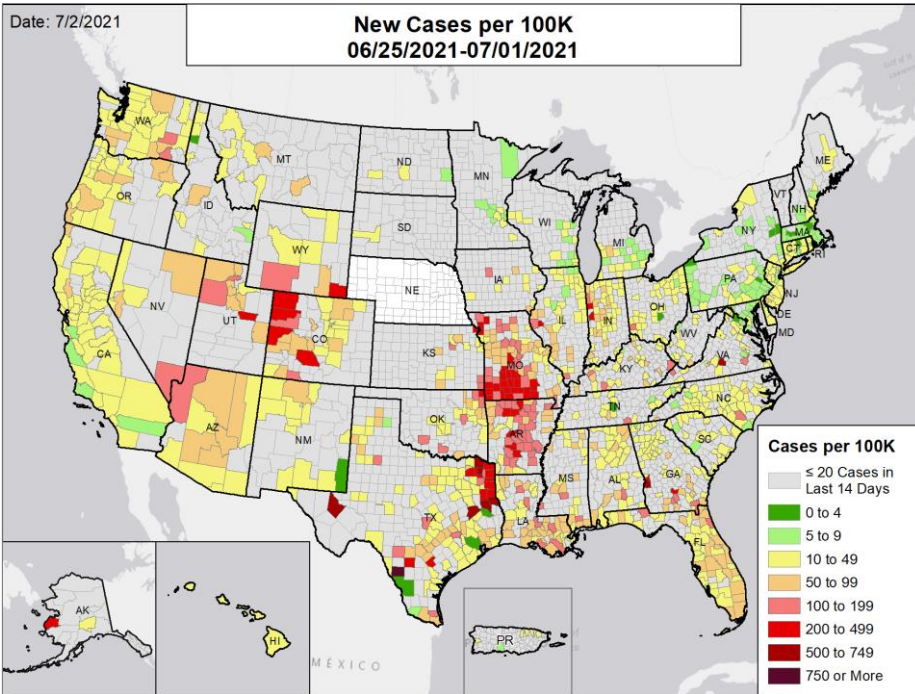 Date: 7/2/2021
New Cases per 100K
06/25/2021-07/01/2021
WA
MT
ND
MN
ME
OR
ID
WY
SD
WI
MI
NY
VT
NH
MA
CT
RI
NV
UT
CO
NE
IA
IL
IN
OH
PA
NJ
DE
MD
WV
VA
CA
AZ
NM
KS
MO
KY
OK
AR
TN
NC
SC
TX
LA
MS
AL
GA
FL
AK
HI
PR
MÉXICO
Cases per 100K
≤ 20 Cases in
Last 14 Days
0 to 4
5 to 9
10 to 49
50 to 99
100 to 199
200 to 499
500 to 749
750 or More